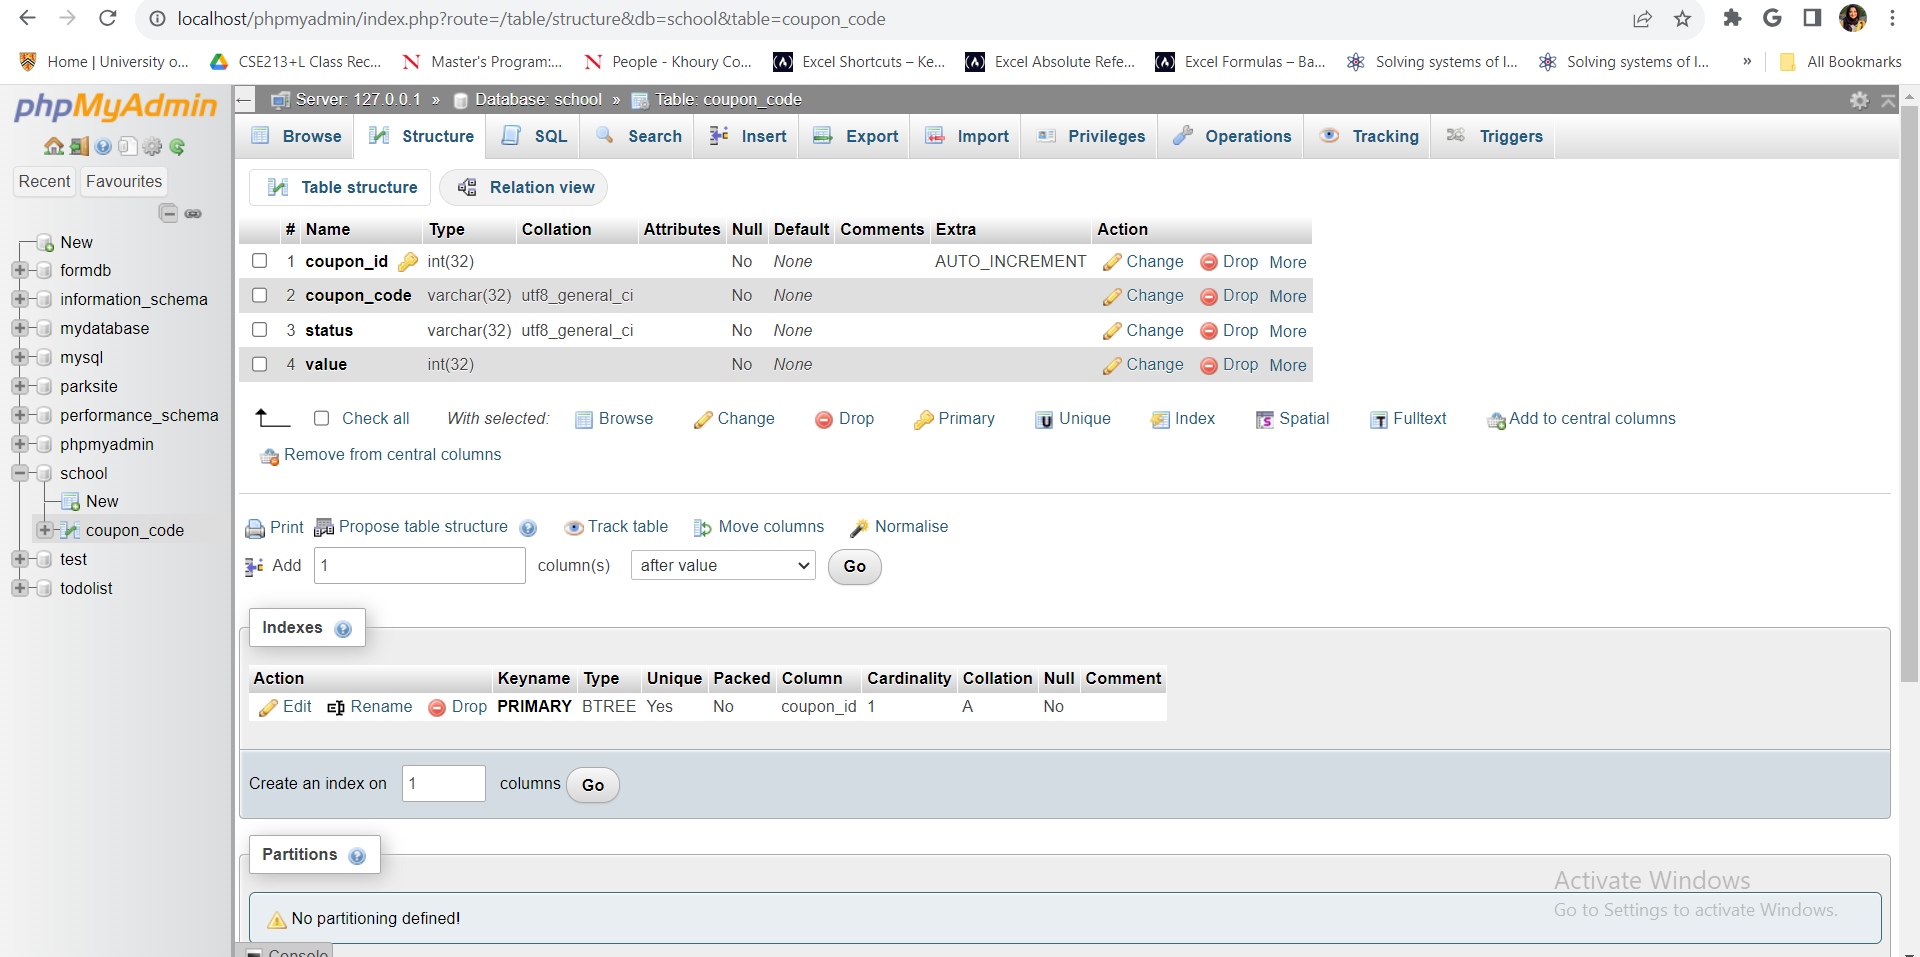 localhost/phpmyadmin/index.php?route=/table/structure&db=school&table=coupon_code
Home | University o... CSE213+L Class Rec... Master's Program:... People - Khoury Co... Excel Shortcuts – Ke... Excel Absolute Refe... Excel Formulas – Ba... Solving systems of l... Solving systems of l... » All Bookmarks
phpMyAdmin
Recent Favourites
New
formdb
information_schema
mydatabase
mysql
parksite
performance_schema
phpmyadmin
school
New
coupon_code
test
todolist
Server: 127.0.0.1 » Database: school » Table: coupon_code
Browse Structure SQL Search Insert Export Import Privileges Operations Tracking Triggers
Table structure Relation view
# Name Type Collation Attributes Null Default Comments Extra Action
1 coupon_id int(32) No None AUTO_INCREMENT Change Drop More
2 coupon_code varchar(32) utf8_general_ci No None Change Drop More
3 status varchar(32) utf8_general_ci No None Change Drop More
4 value int(32) No None Change Drop More
Check all With selected: Browse Change Drop Primary Unique Index Spatial Fulltext Add to central columns
Remove from central columns
Print Propose table structure Track table Move columns Normalise
Add 1 column(s) after value Go
Indexes
Action Keyname Type Unique Packed Column Cardinality Collation Null Comment
Edit Rename Drop PRIMARY BTREE Yes No coupon_id 1 A No
Create an index on 1 columns Go
Partitions
No partitioning defined!
Activate Windows
Go to Settings to activate Windows.
Console